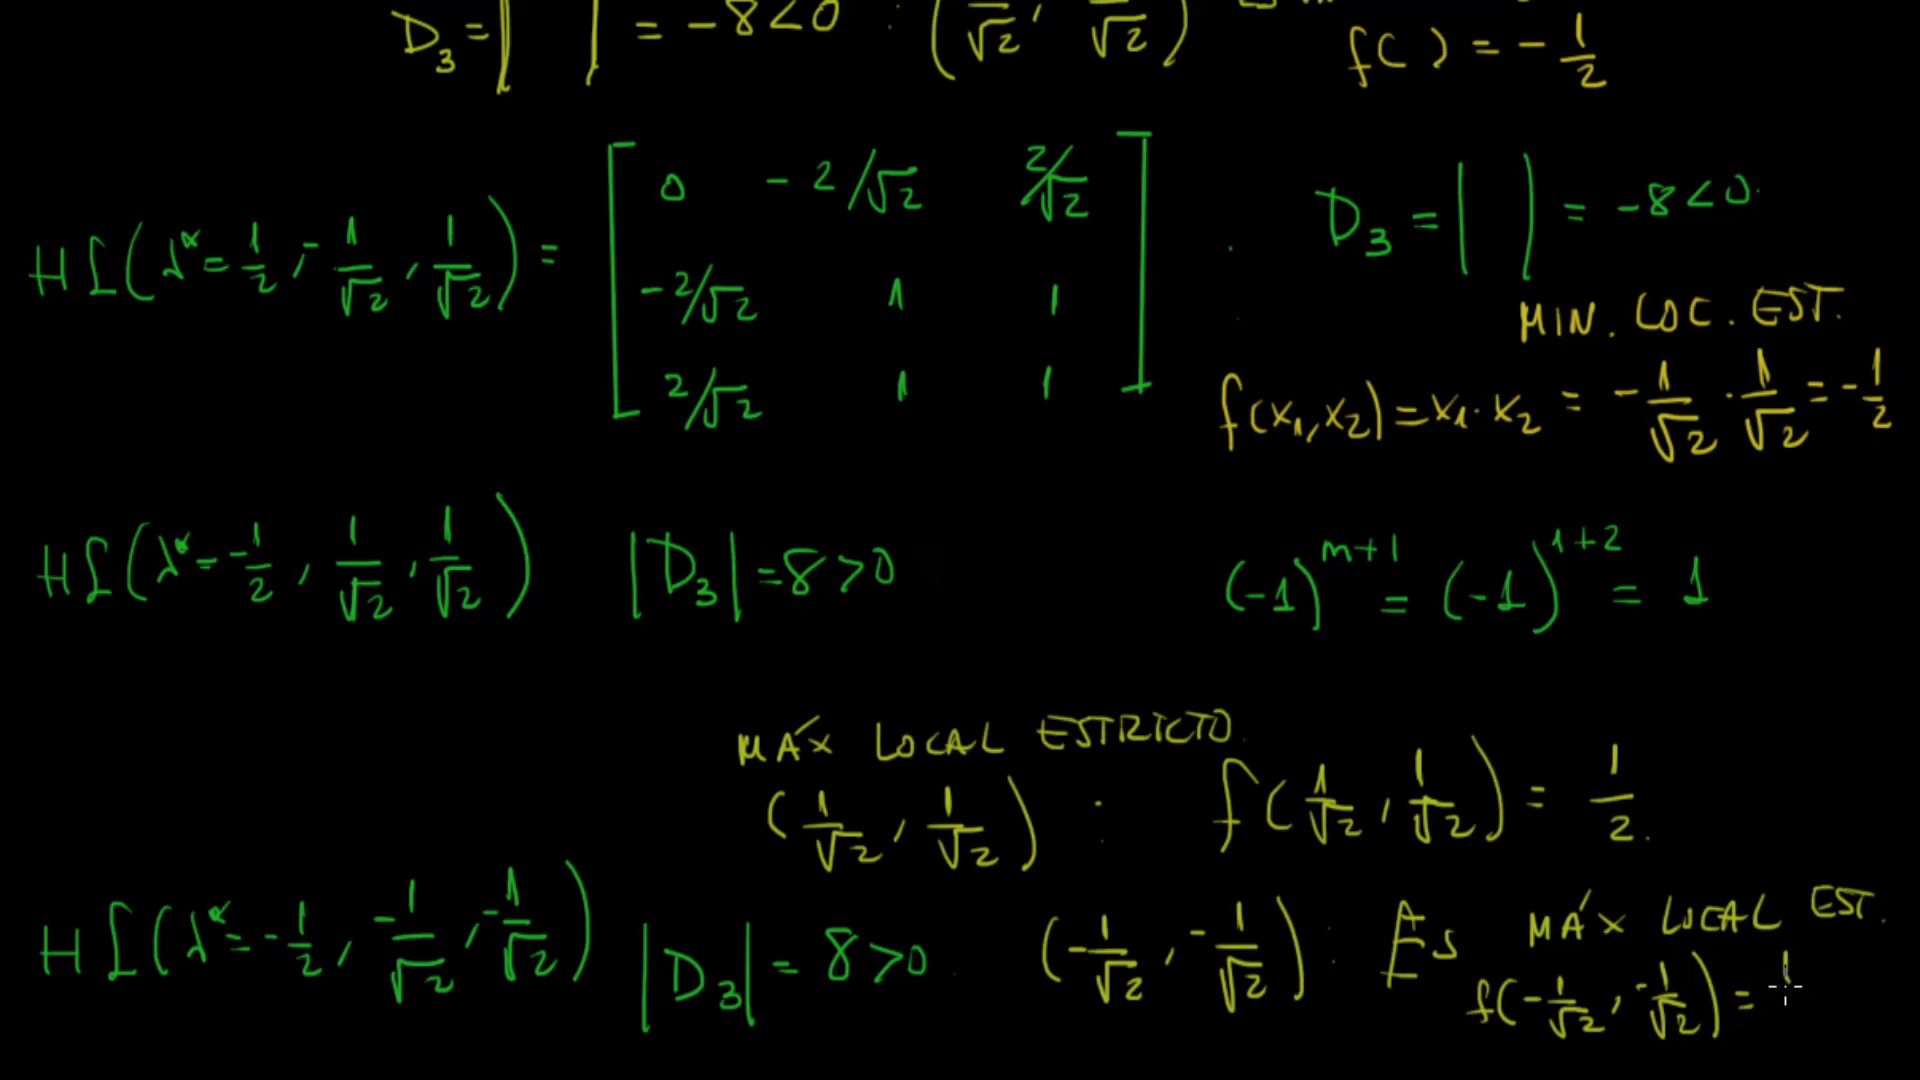 D₃ = | | = -8 < 0 : ( /√2 , /√2 )
f( ) = - 1/2
Hℒ(λ* = 1/2, -1/√2, 1/√2) = [ 0 -2/√2 2/√2
-2/√2 1 1
2/√2 1 1 ] . D₃ = | | = -8 < 0.
MIN. LOC. EST.
f(x₁, x₂) = x₁ · x₂ = -1/√2 · 1/√2 = -1/2
Hℒ(λ* = -1/2, 1/√2, 1/√2) |D₃| = 8 > 0
(-1)^(m+1) = (-1)^(1+2) = 1
MÁX LOCAL ESTRICTO.
(1/√2, 1/√2) : f(1/√2, 1/√2) = 1/2.
Hℒ(λ* = -1/2, -1/√2, -1/√2) |D₃| = 8 > 0 . (-1/√2, -1/√2) : Es MÁX LOCAL EST.
f(-1/√2, -1/√2) = 1